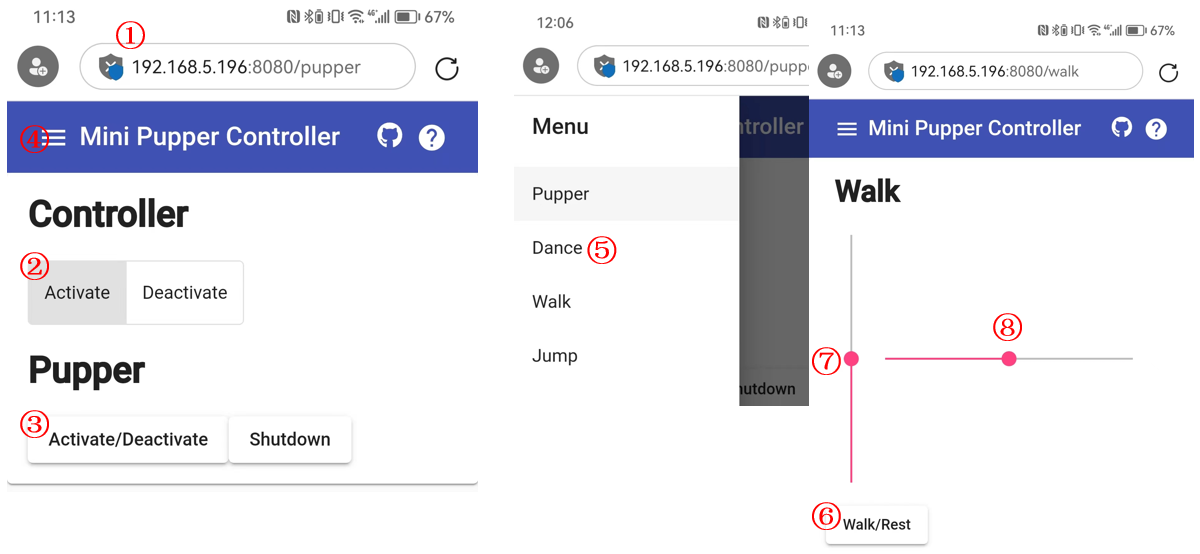 11:13 67%
①
192.168.5.196:8080/pupper
④ Mini Pupper Controller ?
Controller
②
Activate Deactivate
Pupper
③
Activate/Deactivate Shutdown
12:06
192.168.5.196:8080/puppe
Menu ntroller
Pupper
Dance ⑤
Walk
Jump
hutdown
11:13 67%
192.168.5.196:8080/walk
Mini Pupper Controller ?
Walk
⑧
⑦
⑥
Walk/Rest